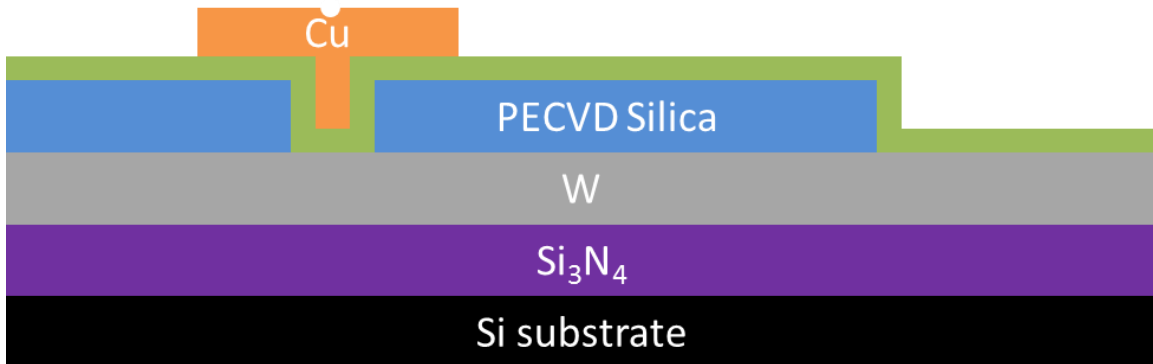 Cu
PECVD Silica
W
Si₃N₄
Si substrate